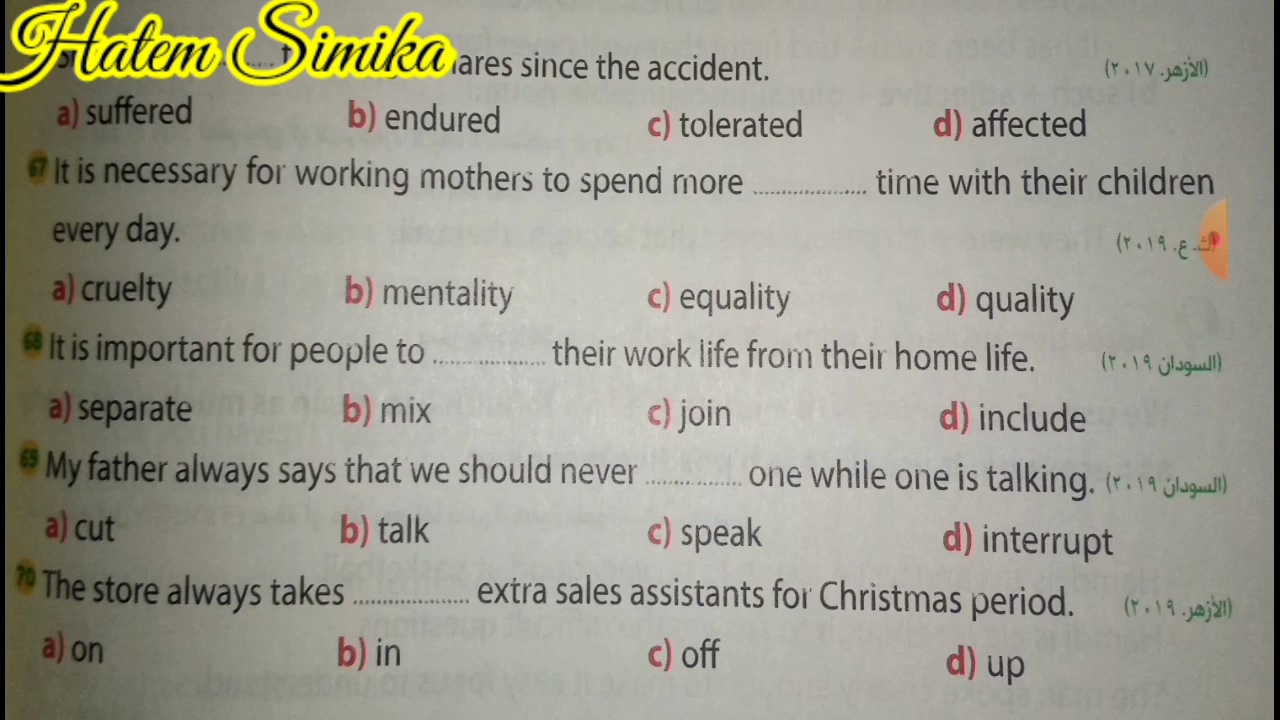 Hatem Simika
ares since the accident. (الأزهر ٢٠١٧)
a) suffered b) endured c) tolerated d) affected
67 It is necessary for working mothers to spend more .................. time with their children
every day. (ث.ع. ٢٠١٩)
a) cruelty b) mentality c) equality d) quality
68 It is important for people to .................. their work life from their home life. (السودان ٢٠١٩)
a) separate b) mix c) join d) include
69 My father always says that we should never .................. one while one is talking. (السودان ٢٠١٩)
a) cut b) talk c) speak d) interrupt
70 The store always takes .................. extra sales assistants for Christmas period. (الأزهر ٢٠١٩)
a) on b) in c) off d) up